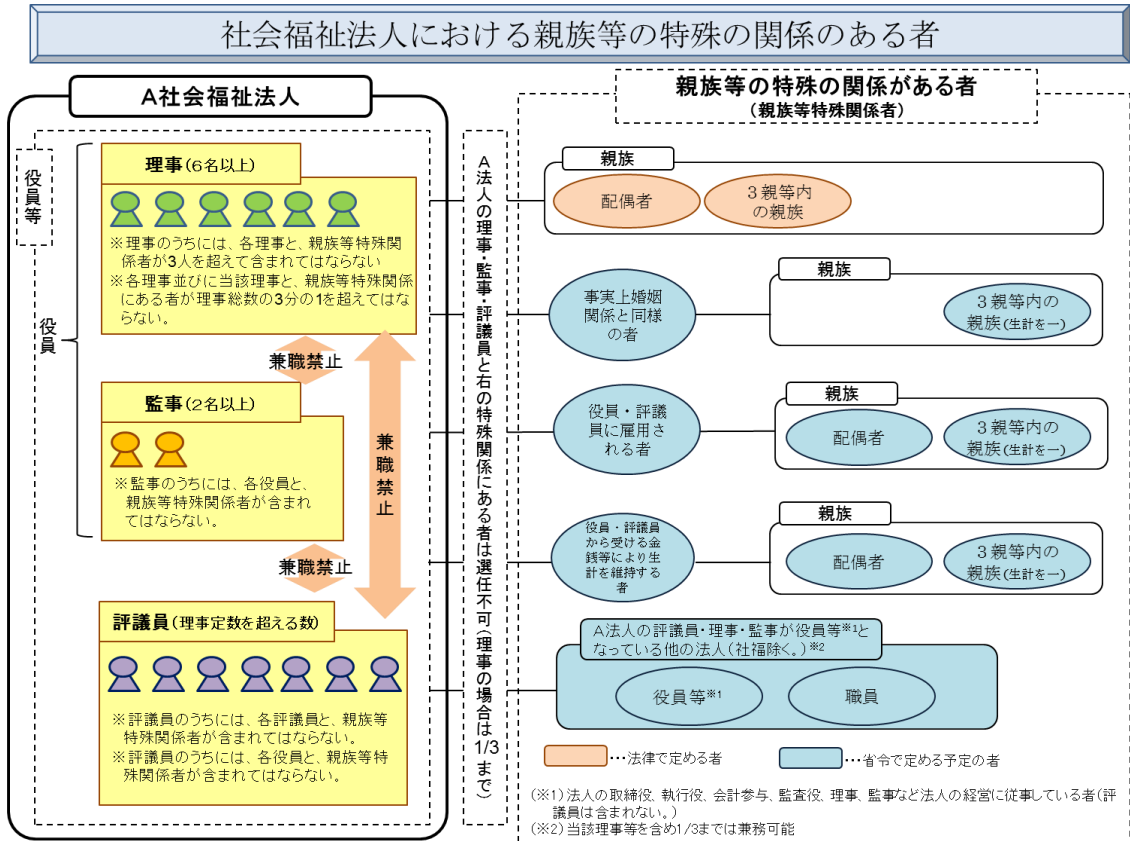 社会福祉法人における親族等の特殊の関係のある者
A社会福祉法人
役員等
役員
理事(6名以上)
※理事のうちには、各理事と、親族等特殊関
係者が3人を超えて含まれてはならない
※各理事並びに当該理事と、親族等特殊関係
にある者が理事総数の3分の1を超えてはな
らない。
兼職禁止
監事(2名以上)
※監事のうちには、各役員と、
親族等特殊関係者が含まれ
てはならない。
兼職禁止
兼職禁止
評議員(理事定数を超える数)
※評議員のうちには、各評議員と、親族等
特殊関係者が含まれてはならない。
※評議員のうちには、各役員と、親族等特
殊関係者が含まれてはならない。
A法人の理事・監事・評議員と右の特殊関係にある者は選任不可(理事の場合は1/3まで)
親族等の特殊の関係がある者
(親族等特殊関係者)
親族
配偶者
3親等内
の親族
事実上婚姻
関係と同様
の者
親族
3親等内の
親族(生計を一)
役員・評議
員に雇用さ
れる者
親族
配偶者
3親等内の
親族(生計を一)
役員・評議員
から受ける金
銭等により生
計を維持する
者
親族
配偶者
3親等内の
親族(生計を一)
A法人の評議員・理事・監事が役員等※1と
なっている他の法人(社福除く。)※2
役員等※1
職員
…法律で定める者
…省令で定める予定の者
(※1)法人の取締役、執行役、会計参与、監査役、理事、監事など法人の経営に従事している者(評
議員は含まれない。)
(※2)当該理事等を含め1/3までは兼務可能